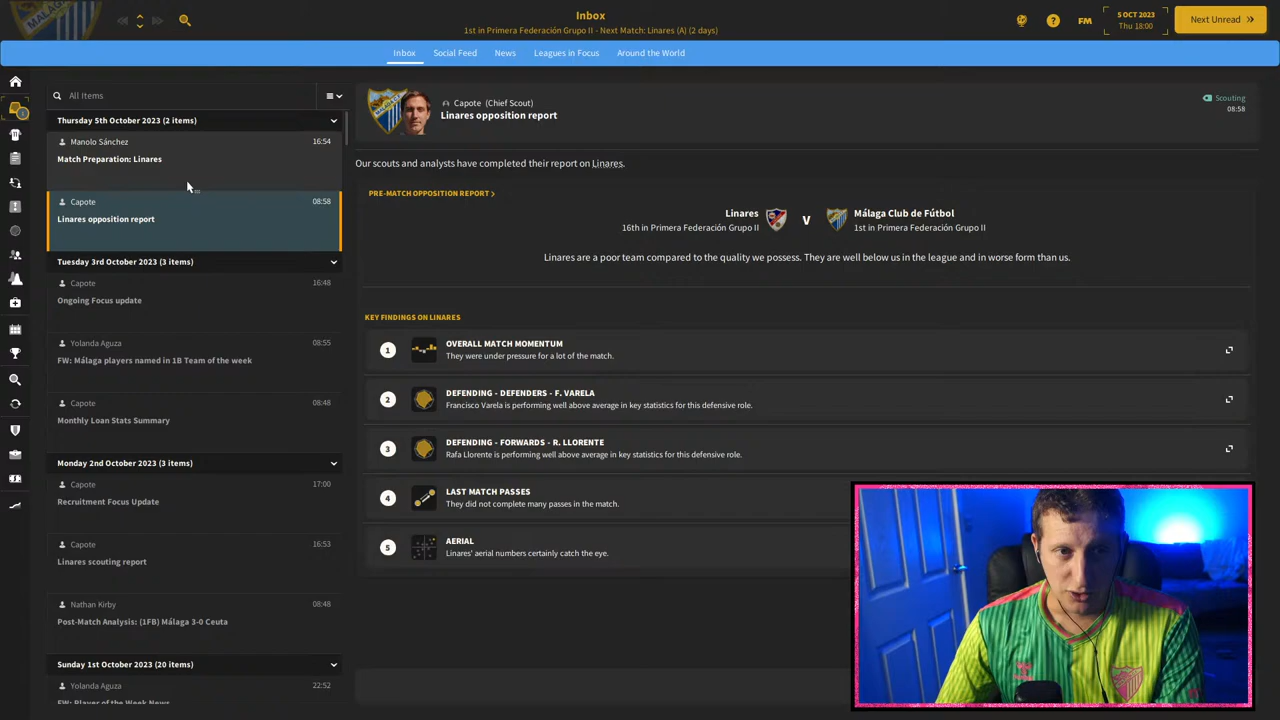 Inbox
1st in Primera Federación Grupo II - Next Match: Linares (A) (2 days)
FM
5 OCT 2023
Thu 18:00
Next Unread
Inbox
Social Feed
News
Leagues in Focus
Around the World
All Items
Thursday 5th October 2023 (2 items)
Manolo Sánchez 16:54
Match Preparation: Linares
Capote 08:58
Linares opposition report
Tuesday 3rd October 2023 (3 items)
Capote 16:48
Ongoing Focus update
Yolanda Aguza 08:55
FW: Málaga players named in 1B Team of the week
Capote 08:48
Monthly Loan Stats Summary
Monday 2nd October 2023 (3 items)
Capote 17:00
Recruitment Focus Update
Capote 16:53
Linares scouting report
Nathan Kirby 08:48
Post-Match Analysis: (1FB) Málaga 3-0 Ceuta
Sunday 1st October 2023 (20 items)
Yolanda Aguza 22:52
FW: Player of the Week News
Capote (Chief Scout)
Linares opposition report
Scouting
08:58
Our scouts and analysts have completed their report on Linares.
PRE-MATCH OPPOSITION REPORT
Linares
16th in Primera Federación Grupo II
V
Málaga Club de Fútbol
1st in Primera Federación Grupo II
Linares are a poor team compared to the quality we possess. They are well below us in the league and in worse form than us.
KEY FINDINGS ON LINARES
1
OVERALL MATCH MOMENTUM
They were under pressure for a lot of the match.
2
DEFENDING - DEFENDERS - F. VARELA
Francisco Varela is performing well above average in key statistics for this defensive role.
3
DEFENDING - FORWARDS - R. LLORENTE
Rafa Llorente is performing well above average in key statistics for this defensive role.
4
LAST MATCH PASSES
They did not complete many passes in the match.
5
AERIAL
Linares' aerial numbers certainly catch the eye.